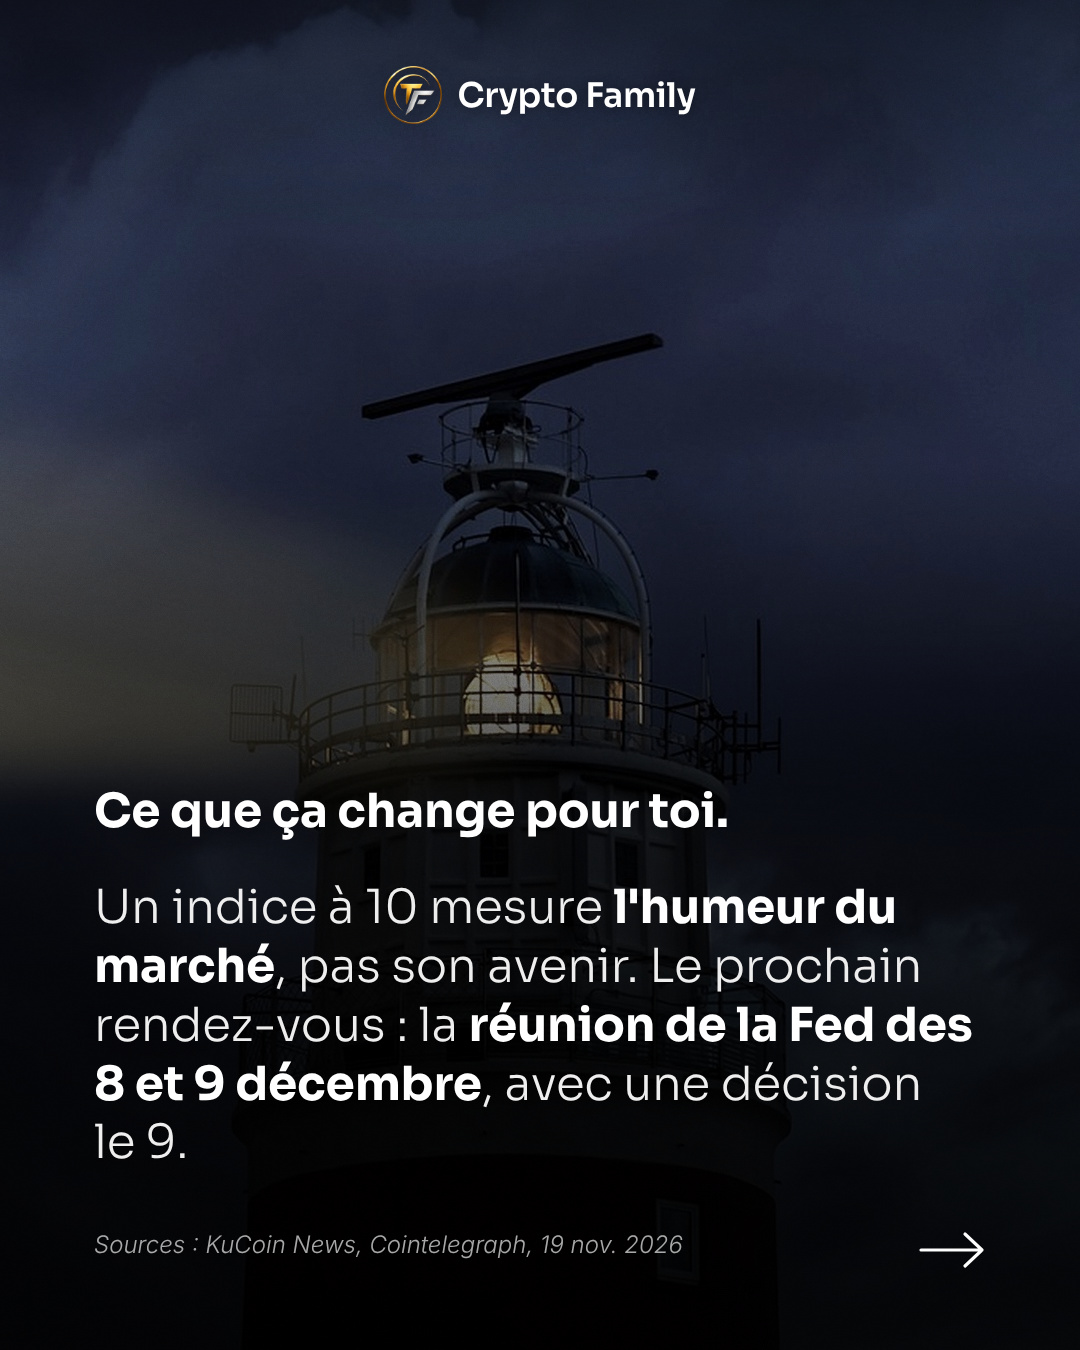 TF Crypto Family
Ce que ça change pour toi.
Un indice à 10 mesure l'humeur du
marché, pas son avenir. Le prochain
rendez-vous : la réunion de la Fed des
8 et 9 décembre, avec une décision
le 9.
Sources : KuCoin News, Cointelegraph, 19 nov. 2026